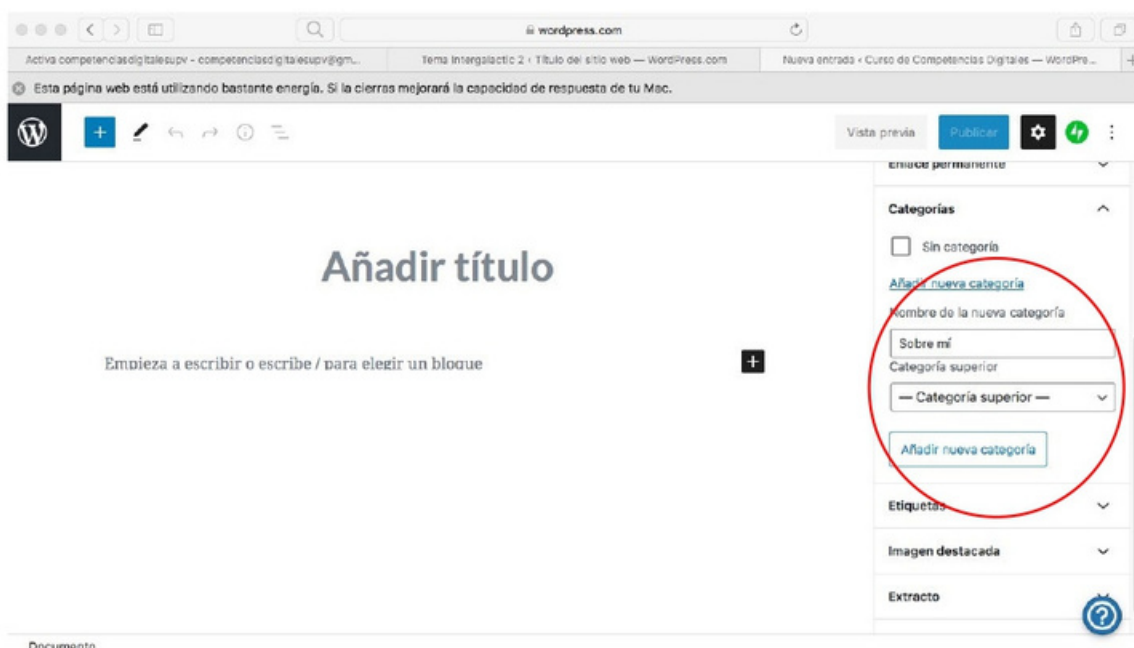 wordpress.com
Activa competenciasdigitalesupv - competenciasdigitalesupv@gm...
Tema Intergalactic 2 ‹ Título del sitio web — WordPress.com
Nueva entrada ‹ Curso de Competencias Digitales — WordPre...
Esta página web está utilizando bastante energía. Si la cierras mejorará la capacidad de respuesta de tu Mac.
Vista previa
Publicar
Enlace permanente
Categorías
Sin categoría
Añadir título
Añadir nueva categoría
Nombre de la nueva categoría
Sobre mí
Empieza a escribir o escribe / para elegir un bloque
Categoría superior
— Categoría superior —
Añadir nueva categoría
Etiquetas
Imagen destacada
Extracto
Documento